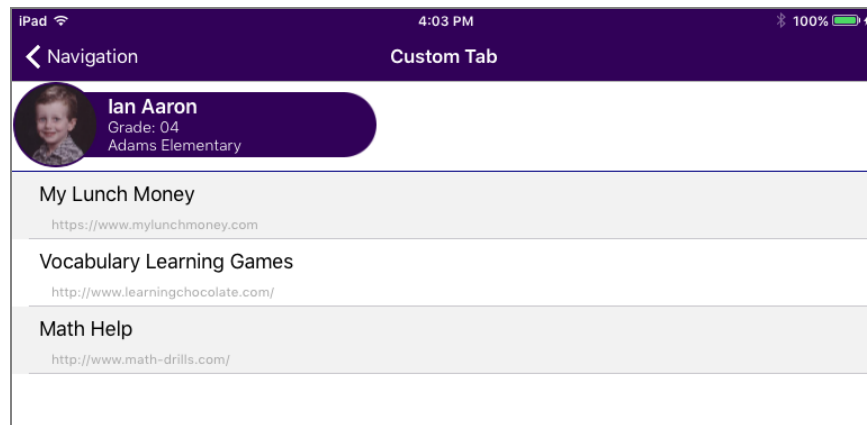 iPad 4:03 PM 100%
Navigation Custom Tab
Ian Aaron
Grade: 04
Adams Elementary
My Lunch Money
https://www.mylunchmoney.com
Vocabulary Learning Games
http://www.learningchocolate.com/
Math Help
http://www.math-drills.com/